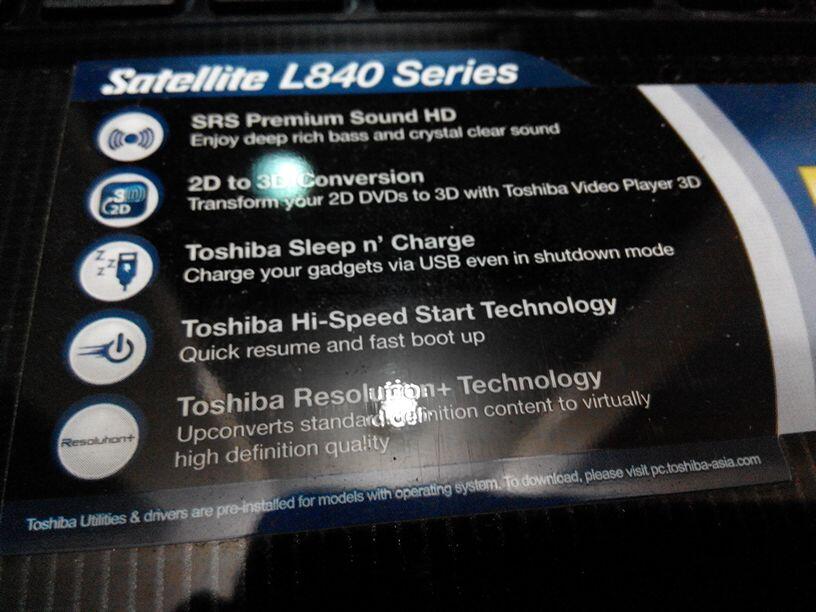 Satellite L840 Series
SRS Premium Sound HD
Enjoy deep rich bass and crystal clear sound
3
2D
2D to 3D Conversion
Transform your 2D DVDs to 3D with Toshiba Video Player 3D
z z z
Toshiba Sleep n' Charge
Charge your gadgets via USB even in shutdown mode
Toshiba Hi-Speed Start Technology
Quick resume and fast boot up
Resolution+
Toshiba Resolution+ Technology
Upconverts standard definition content to virtually
high definition quality
Toshiba Utilities & drivers are pre-installed for models with operating system. To download, please visit pc.toshiba-asia.com